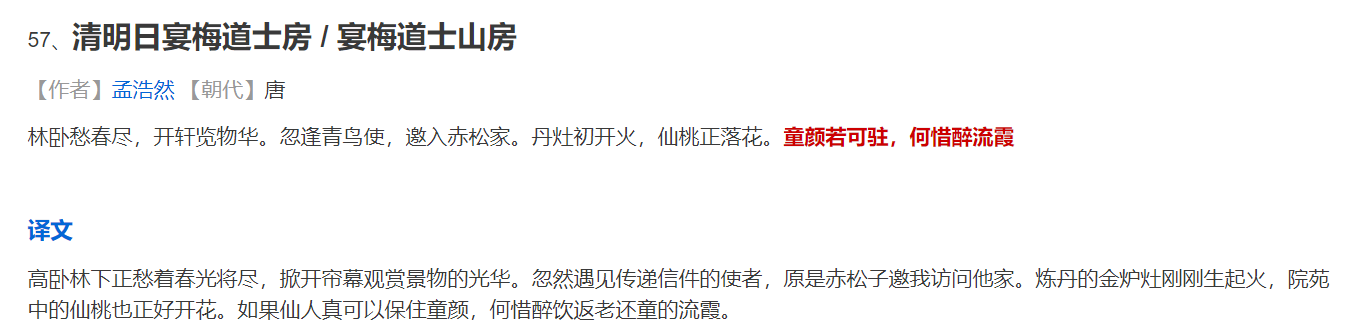 57、清明日宴梅道士房 / 宴梅道士山房
【作者】孟浩然 【朝代】唐
林卧愁春尽，开轩览物华。忽逢青鸟使，邀入赤松家。丹灶初开火，仙桃正落花。童颜若可驻，何惜醉流霞
译文
高卧林下正愁着春光将尽，掀开帘幕观赏景物的光华。忽然遇见传递信件的使者，原是赤松子邀我访问他家。炼丹的金炉灶刚刚生起火，院苑
中的仙桃也正好开花。如果仙人真可以保住童颜，何惜醉饮返老还童的流霞。